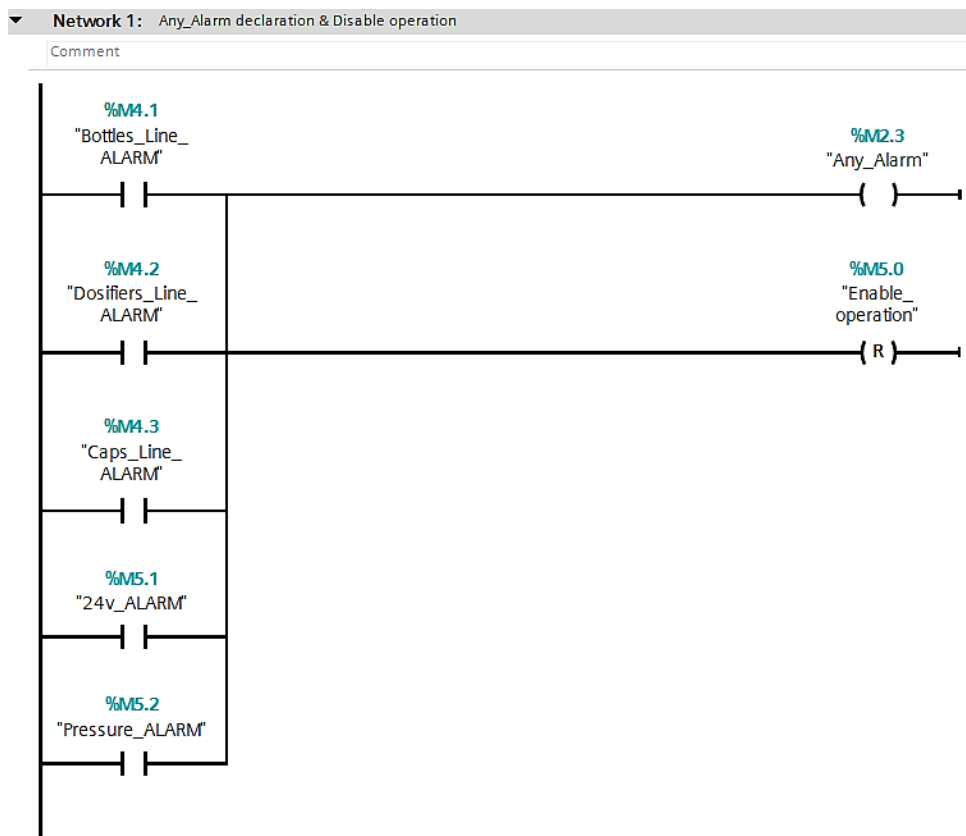 Network 1: Any_Alarm declaration & Disable operation
Comment
%M4.1
"Bottles_Line_
ALARM"
%M2.3
"Any_Alarm"
( )
%M4.2
"Dosifiers_Line_
ALARM"
%M5.0
"Enable_
operation"
( R )
%M4.3
"Caps_Line_
ALARM"
%M5.1
"24v_ALARM"
%M5.2
"Pressure_ALARM"